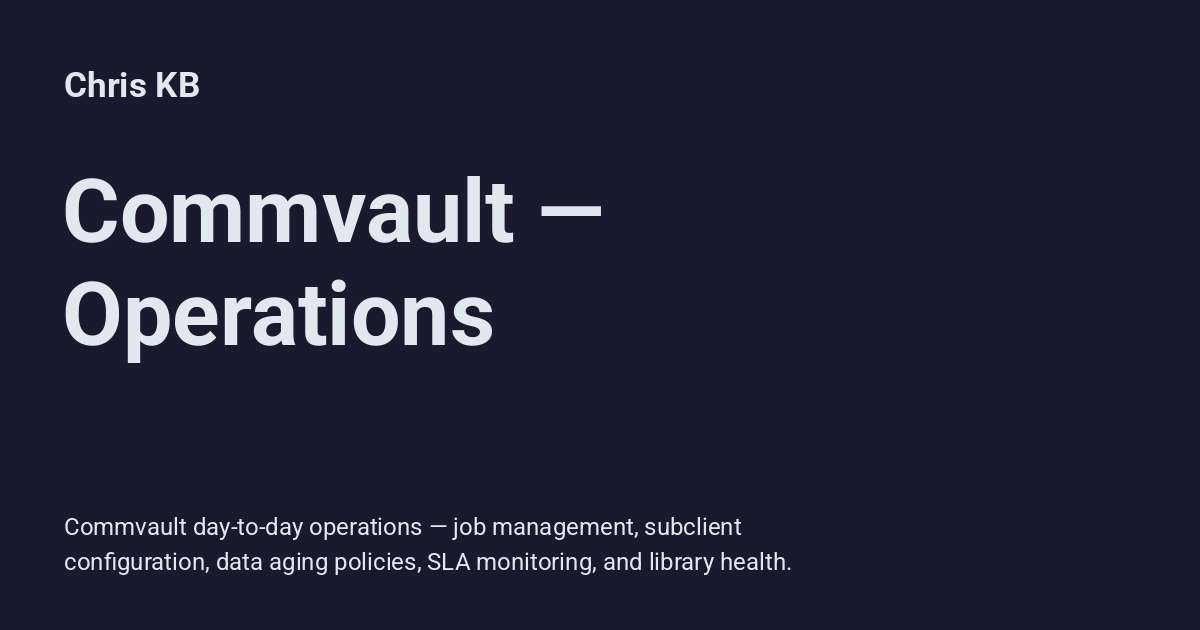 Chris KB
Commvault —
Operations
Commvault day-to-day operations — job management, subclient
configuration, data aging policies, SLA monitoring, and library health.